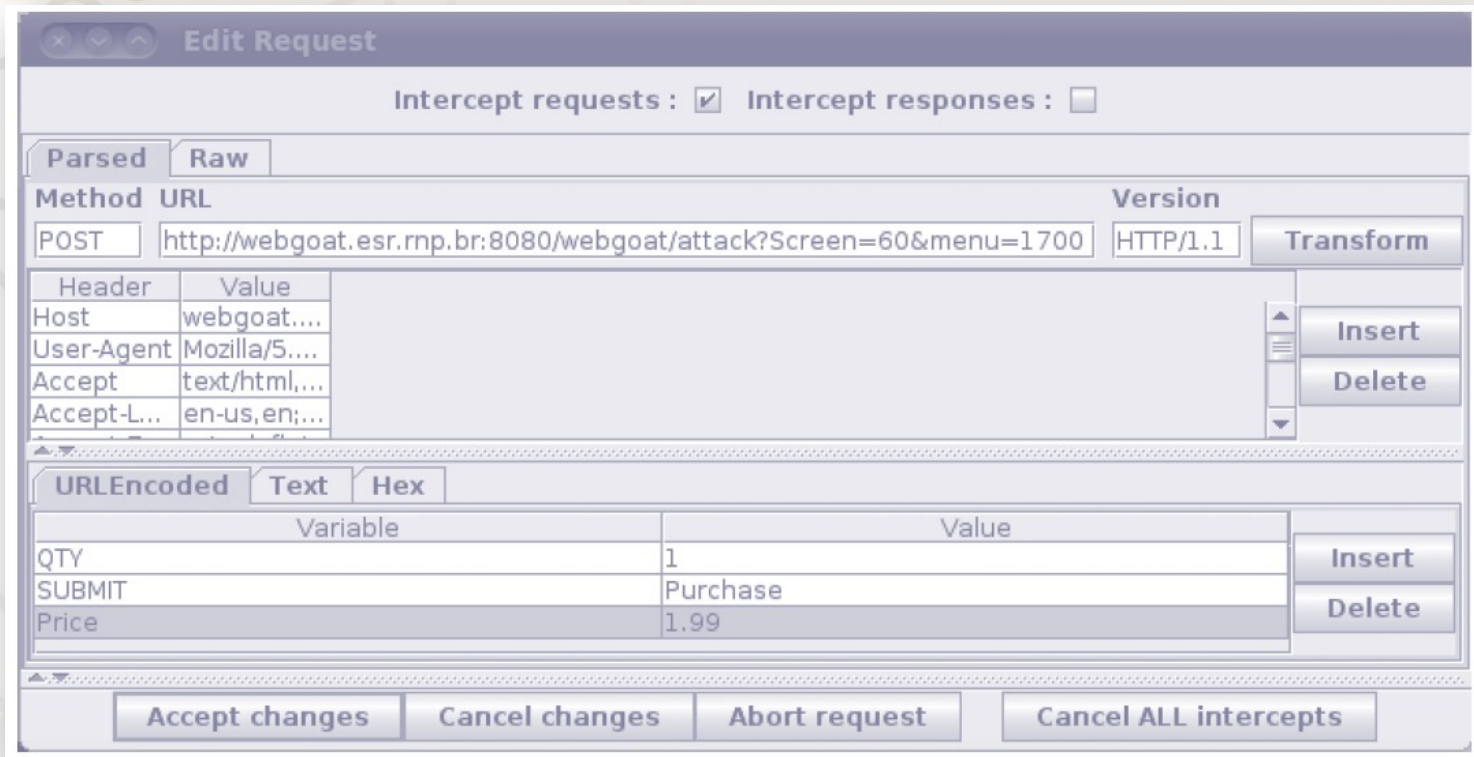 Edit Request
Intercept requests : Intercept responses :
Parsed Raw
Method URL Version
POST http://webgoat.esr.rnp.br:8080/webgoat/attack?Screen=60&menu=1700 HTTP/1.1 Transform
Header Value
Host webgoat....
User-Agent Mozilla/5....
Accept text/html,...
Accept-L... en-us,en;...
Insert
Delete
URLEncoded Text Hex
Variable Value
QTY 1
SUBMIT Purchase
Price 1.99
Insert
Delete
Accept changes Cancel changes Abort request Cancel ALL intercepts